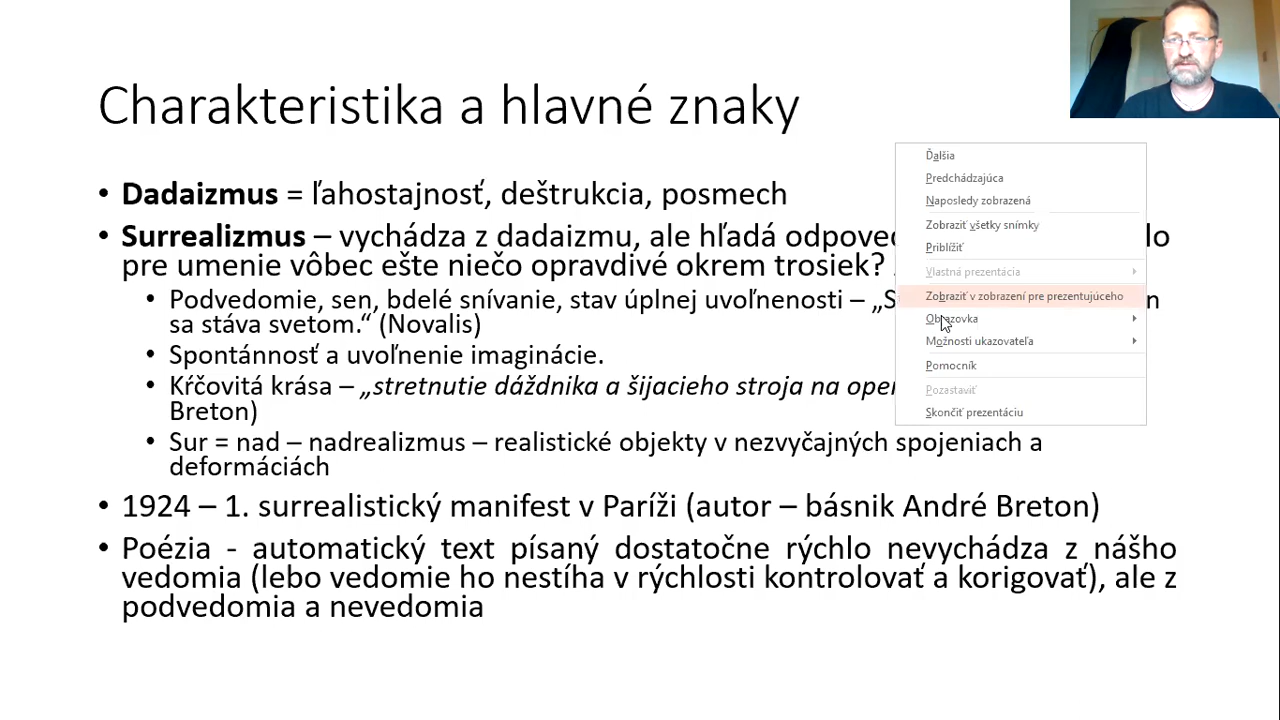 Charakteristika a hlavné znaky
• Dadaizmus = ľahostajnosť, deštrukcia, posmech
• Surrealizmus – vychádza z dadaizmu, ale hľadá
pre umenie vôbec ešte niečo opravdivé okrem trosiek?
• Podvedomie, sen, bdelé snívanie, stav úplnej uvoľnenosti –
sa stáva svetom.“ (Novalis)
• Spontánnosť a uvoľnenie imaginácie.
• Kŕčovitá krása – „stretnutie dáždnika a šijacieho stroja na
Breton)
• Sur = nad – nadrealizmus – realistické objekty v nezvyčajných spojeniach a
deformáciách
• 1924 – 1. surrealistický manifest v Paríži (autor – básnik André Breton)
• Poézia - automatický text písaný dostatočne rýchlo nevychádza z nášho
vedomia (lebo vedomie ho nestíha v rýchlosti kontrolovať a korigovať), ale z
podvedomia a nevedomia
Ďalšia
Predchádzajúca
Naposledy zobrazená
Zobraziť všetky snímky
Priblížiť
Vlastná prezentácia
Zobraziť v zobrazení pre prezentujúceho
Obrazovka
Možnosti ukazovateľa
Pomocník
Pozastaviť
Skončiť prezentáciu